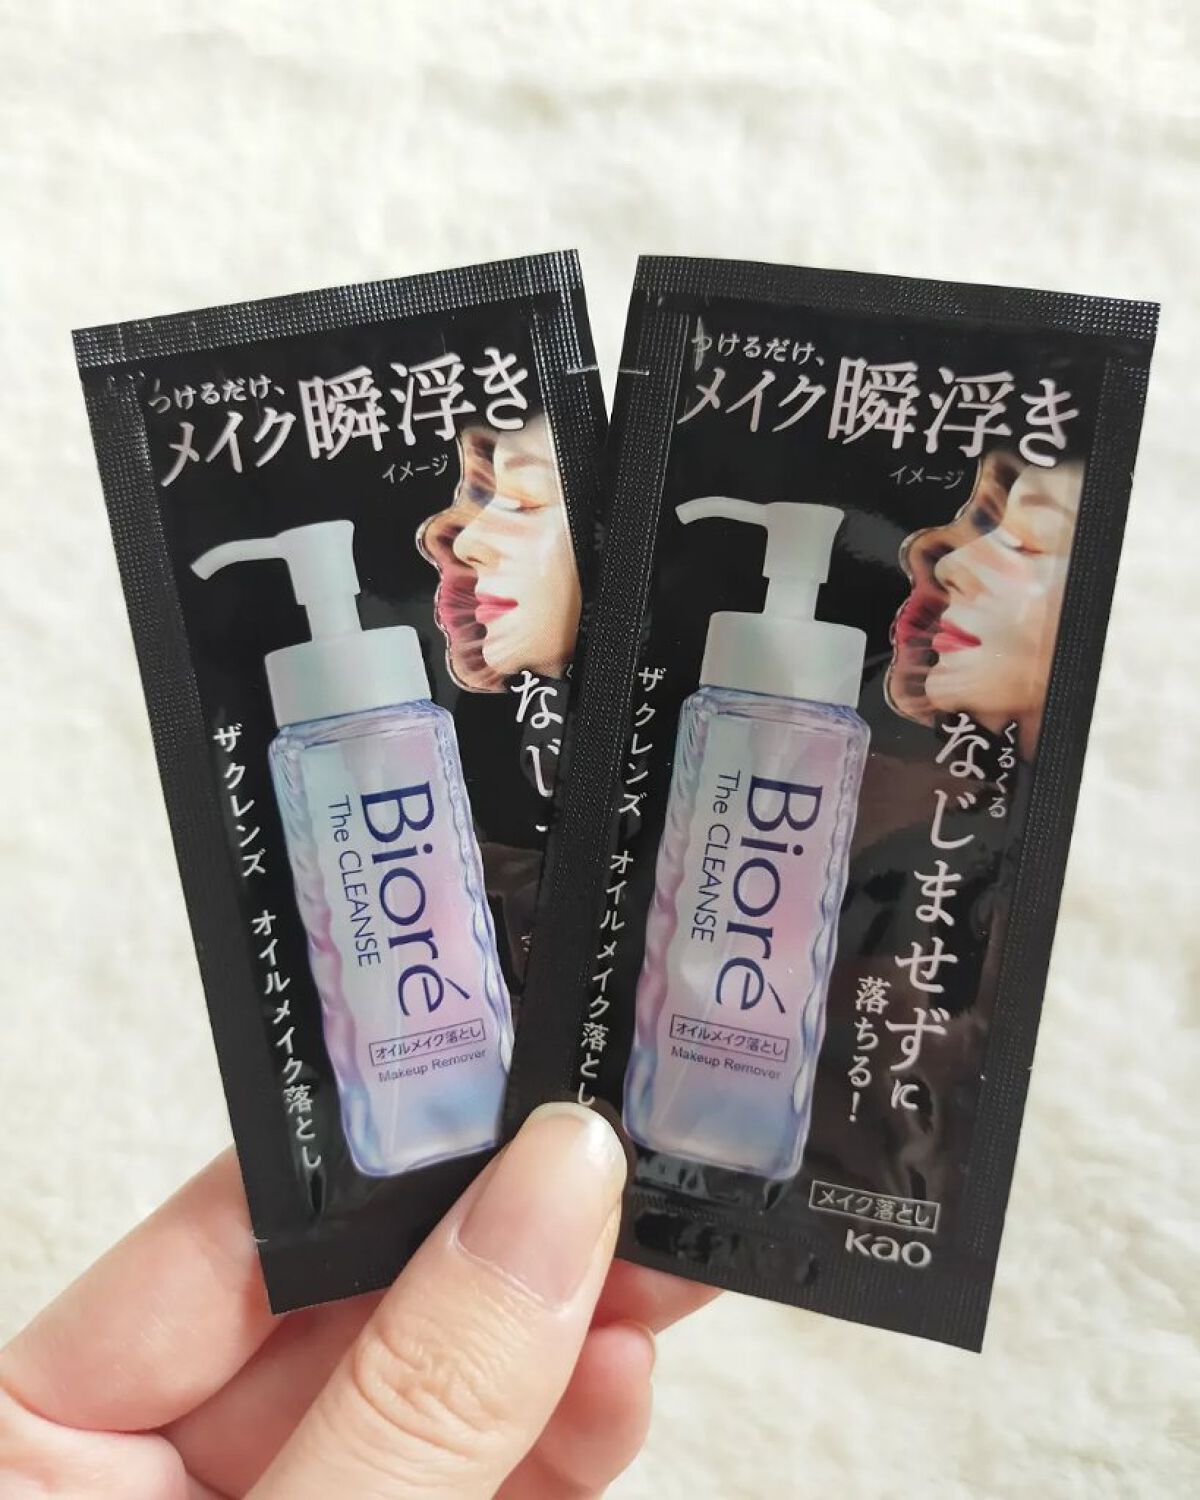 つけるだけ、
メイク瞬浮き
イメージ
ザクレンズ オイルメイク落とし
Bioré
The CLEANSE
オイルメイク落とし
Makeup Remover
なじ
つけるだけ、
メイク瞬浮き
イメージ
ザクレンズ オイルメイク落とし
Bioré
The CLEANSE
オイルメイク落とし
Makeup Remover
くるくる
なじませずに
落ちる!
メイク落とし
Kao